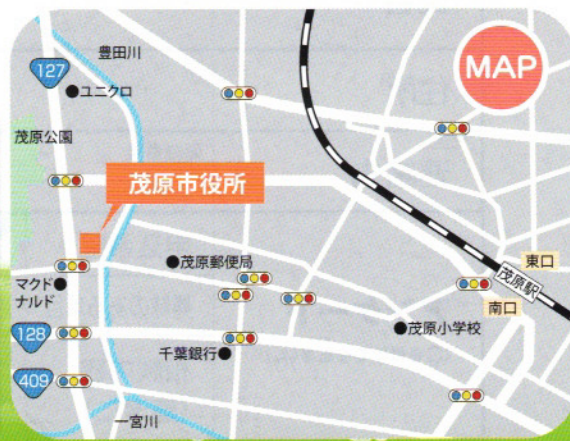 豊田川
MAP
127
ユニクロ
茂原公園
茂原市役所
茂原郵便局
東口
茂原駅
マクド
ナルド
南口
128
茂原小学校
千葉銀行
409
一宮川